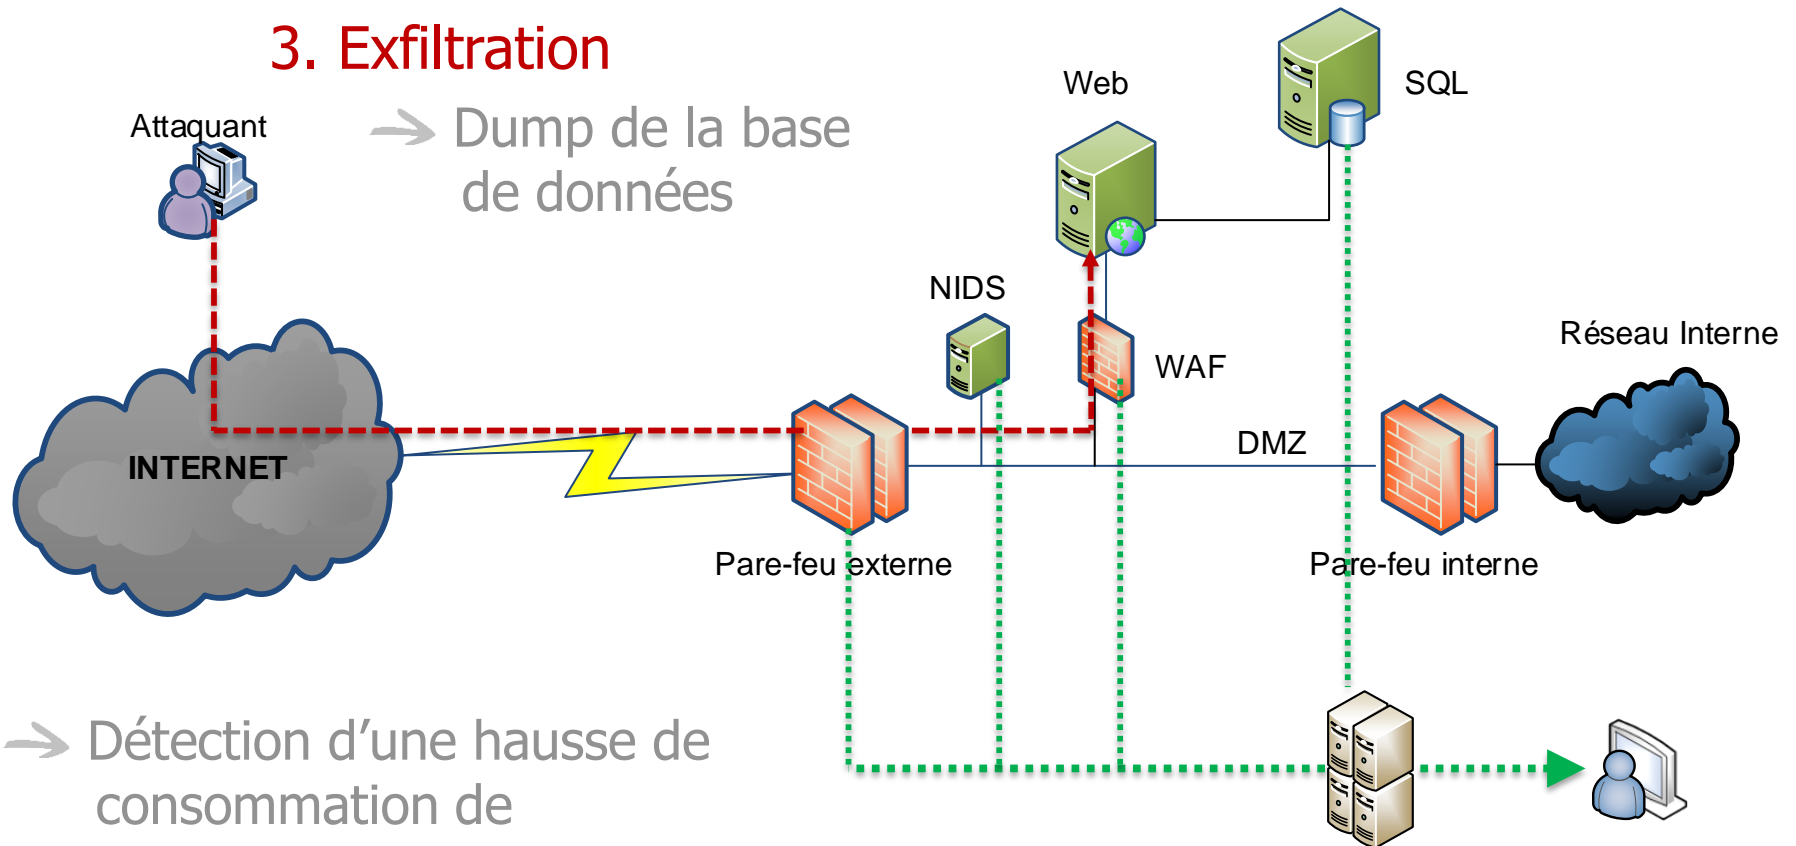 3. Exfiltration
Dump de la base
de données
Attaquant
Web
SQL
NIDS
WAF
Réseau Interne
DMZ
INTERNET
Pare-feu externe
Pare-feu interne
Détection d’une hausse de
consommation de